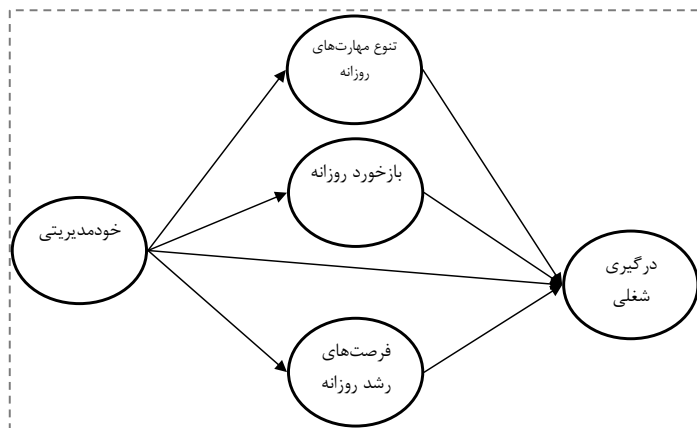 تنوع مهارت‌های
روزانه
بازخورد روزانه
خودمدیریتی
درگیری
شغلی
فرصت‌های
رشد روزانه